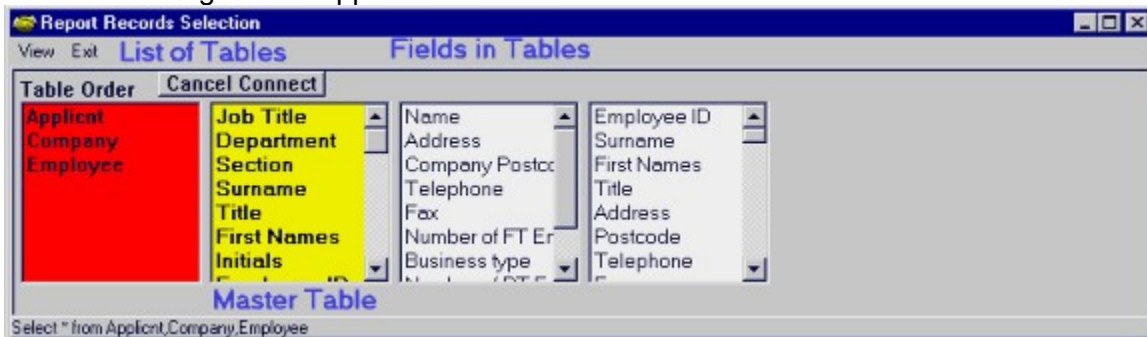 Report Records Selection
View Exit List of Tables Fields in Tables
Table Order Cancel Connect
Applicnt
Company
Employee
Job Title
Department
Section
Surname
Title
First Names
Initials
Name
Address
Company Postcc
Telephone
Fax
Number of FT Er
Business type
Employee ID
Surname
First Names
Title
Address
Postcode
Telephone
Master Table
Select * from Applicnt,Company,Employee